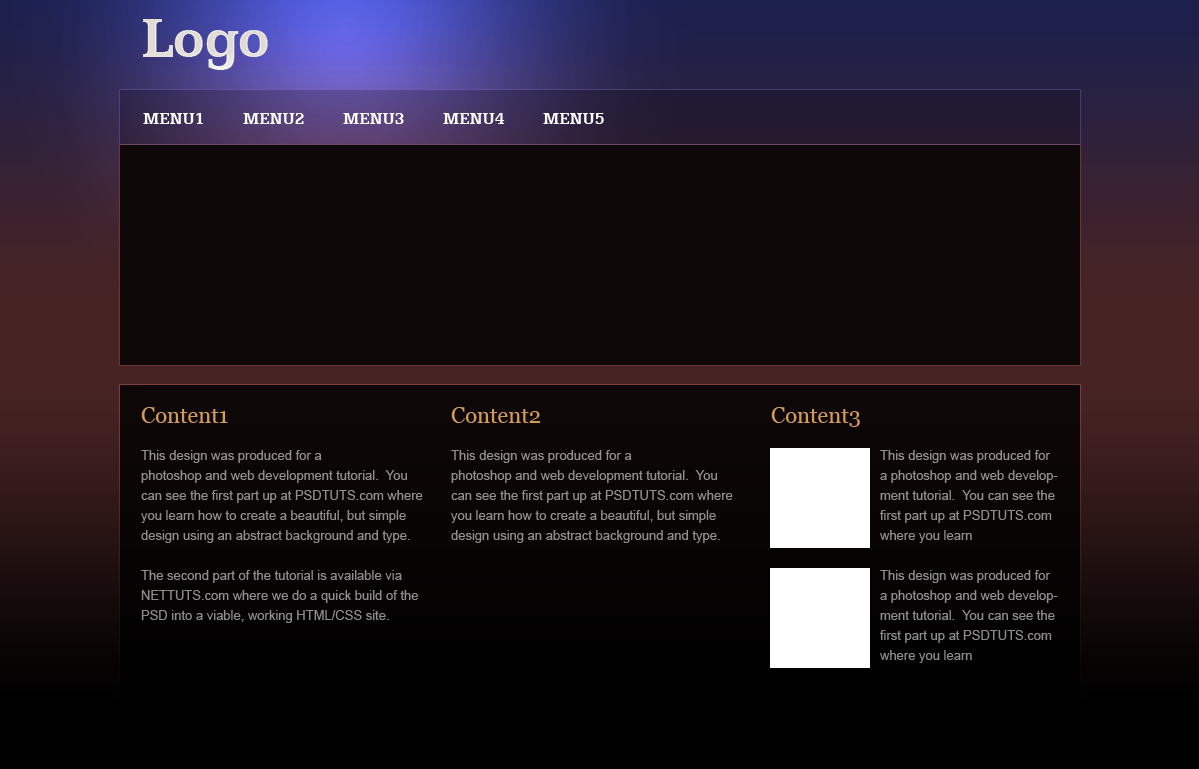 Logo
MENU1 MENU2 MENU3 MENU4 MENU5
Content1
This design was produced for a
photoshop and web development tutorial.  You
can see the first part up at PSDTUTS.com where
you learn how to create a beautiful, but simple
design using an abstract background and type.
The second part of the tutorial is available via
NETTUTS.com where we do a quick build of the
PSD into a viable, working HTML/CSS site.
Content2
This design was produced for a
photoshop and web development tutorial.  You
can see the first part up at PSDTUTS.com where
you learn how to create a beautiful, but simple
design using an abstract background and type.
Content3
This design was produced for
a photoshop and web develop-
ment tutorial.  You can see the
first part up at PSDTUTS.com
where you learn
This design was produced for
a photoshop and web develop-
ment tutorial.  You can see the
first part up at PSDTUTS.com
where you learn